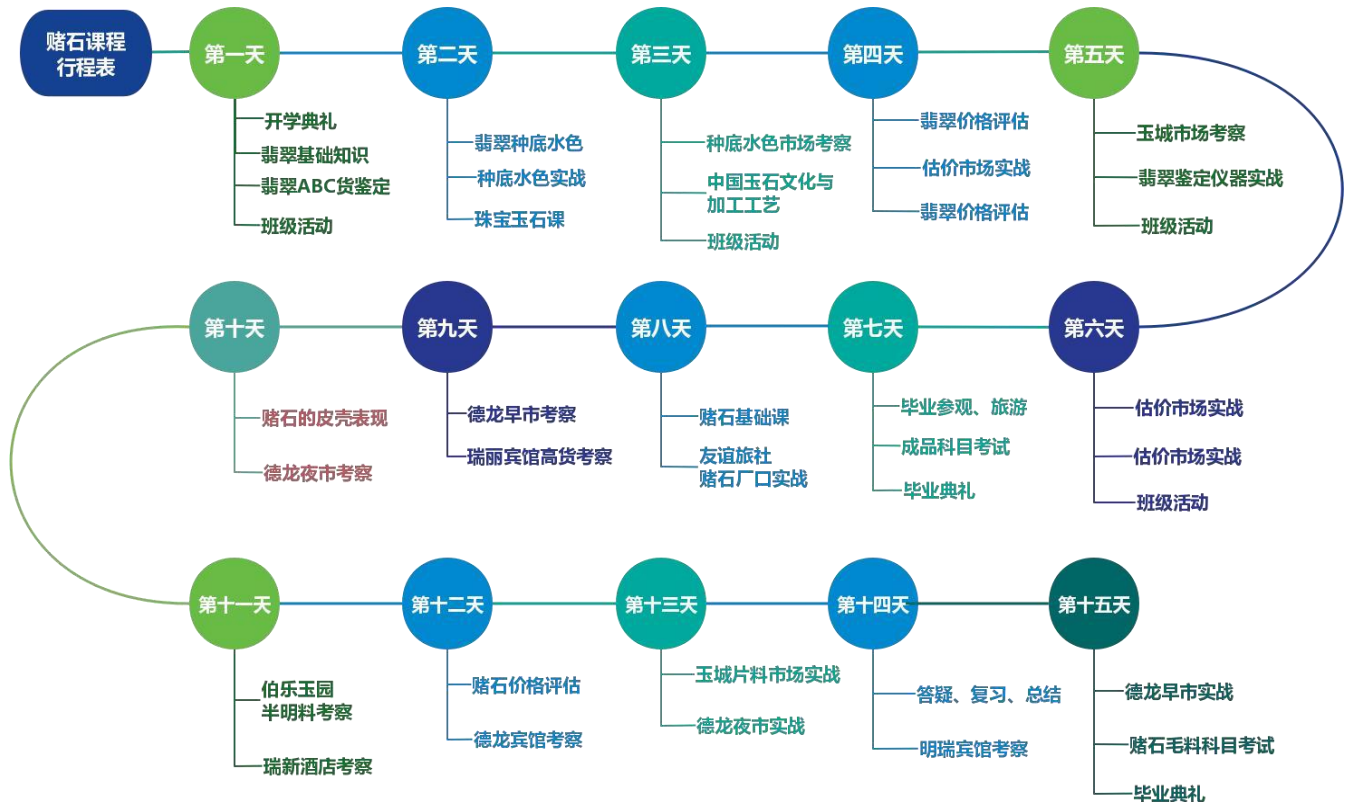 赌石课程
行程表
第一天
开学典礼
翡翠基础知识
翡翠ABC货鉴定
班级活动
第二天
翡翠种底水色
种底水色实战
珠宝玉石课
第三天
种底水色市场考察
中国玉石文化与
加工工艺
班级活动
第四天
翡翠价格评估
估价市场实战
翡翠价格评估
第五天
玉城市场考察
翡翠鉴定仪器实战
班级活动
第六天
估价市场实战
估价市场实战
班级活动
第七天
毕业参观、旅游
成品科目考试
毕业典礼
第八天
赌石基础课
友谊旅社
赌石厂口实战
第九天
德龙早市考察
瑞丽宾馆高货考察
第十天
赌石的皮壳表现
德龙夜市考察
第十一天
伯乐玉园
半明料考察
瑞新酒店考察
第十二天
赌石价格评估
德龙宾馆考察
第十三天
玉城片料市场实战
德龙夜市实战
第十四天
答疑、复习、总结
明瑞宾馆考察
第十五天
德龙早市实战
赌石毛料科目考试
毕业典礼